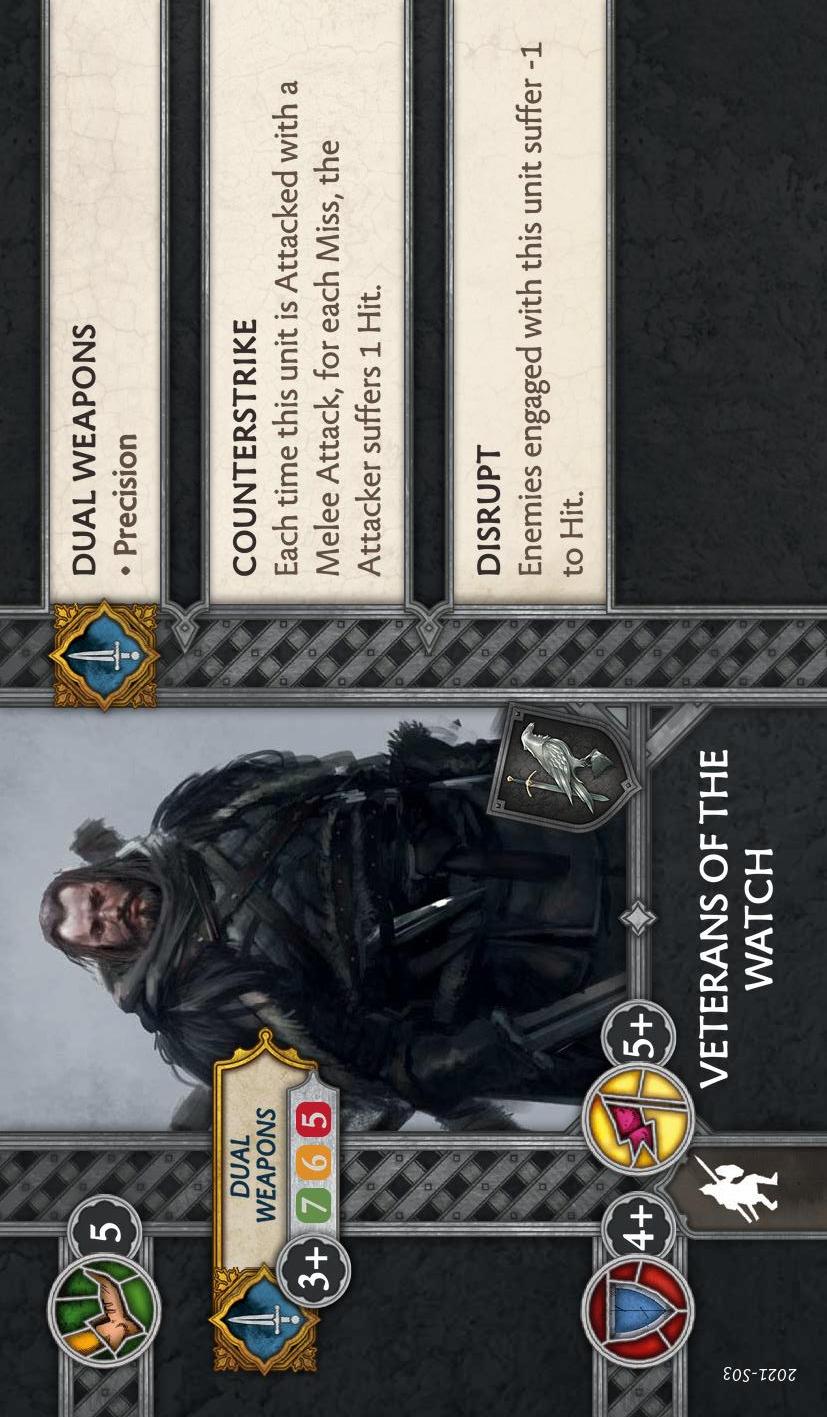 5
DUAL
WEAPONS
3+
7 6 5
4+
5+
VETERANS OF THE
WATCH
2021-S03
DUAL WEAPONS
• Precision
COUNTERSTRIKE
Each time this unit is Attacked with a
Melee Attack, for each Miss, the
Attacker suffers 1 Hit.
DISRUPT
Enemies engaged with this unit suffer -1
to Hit.